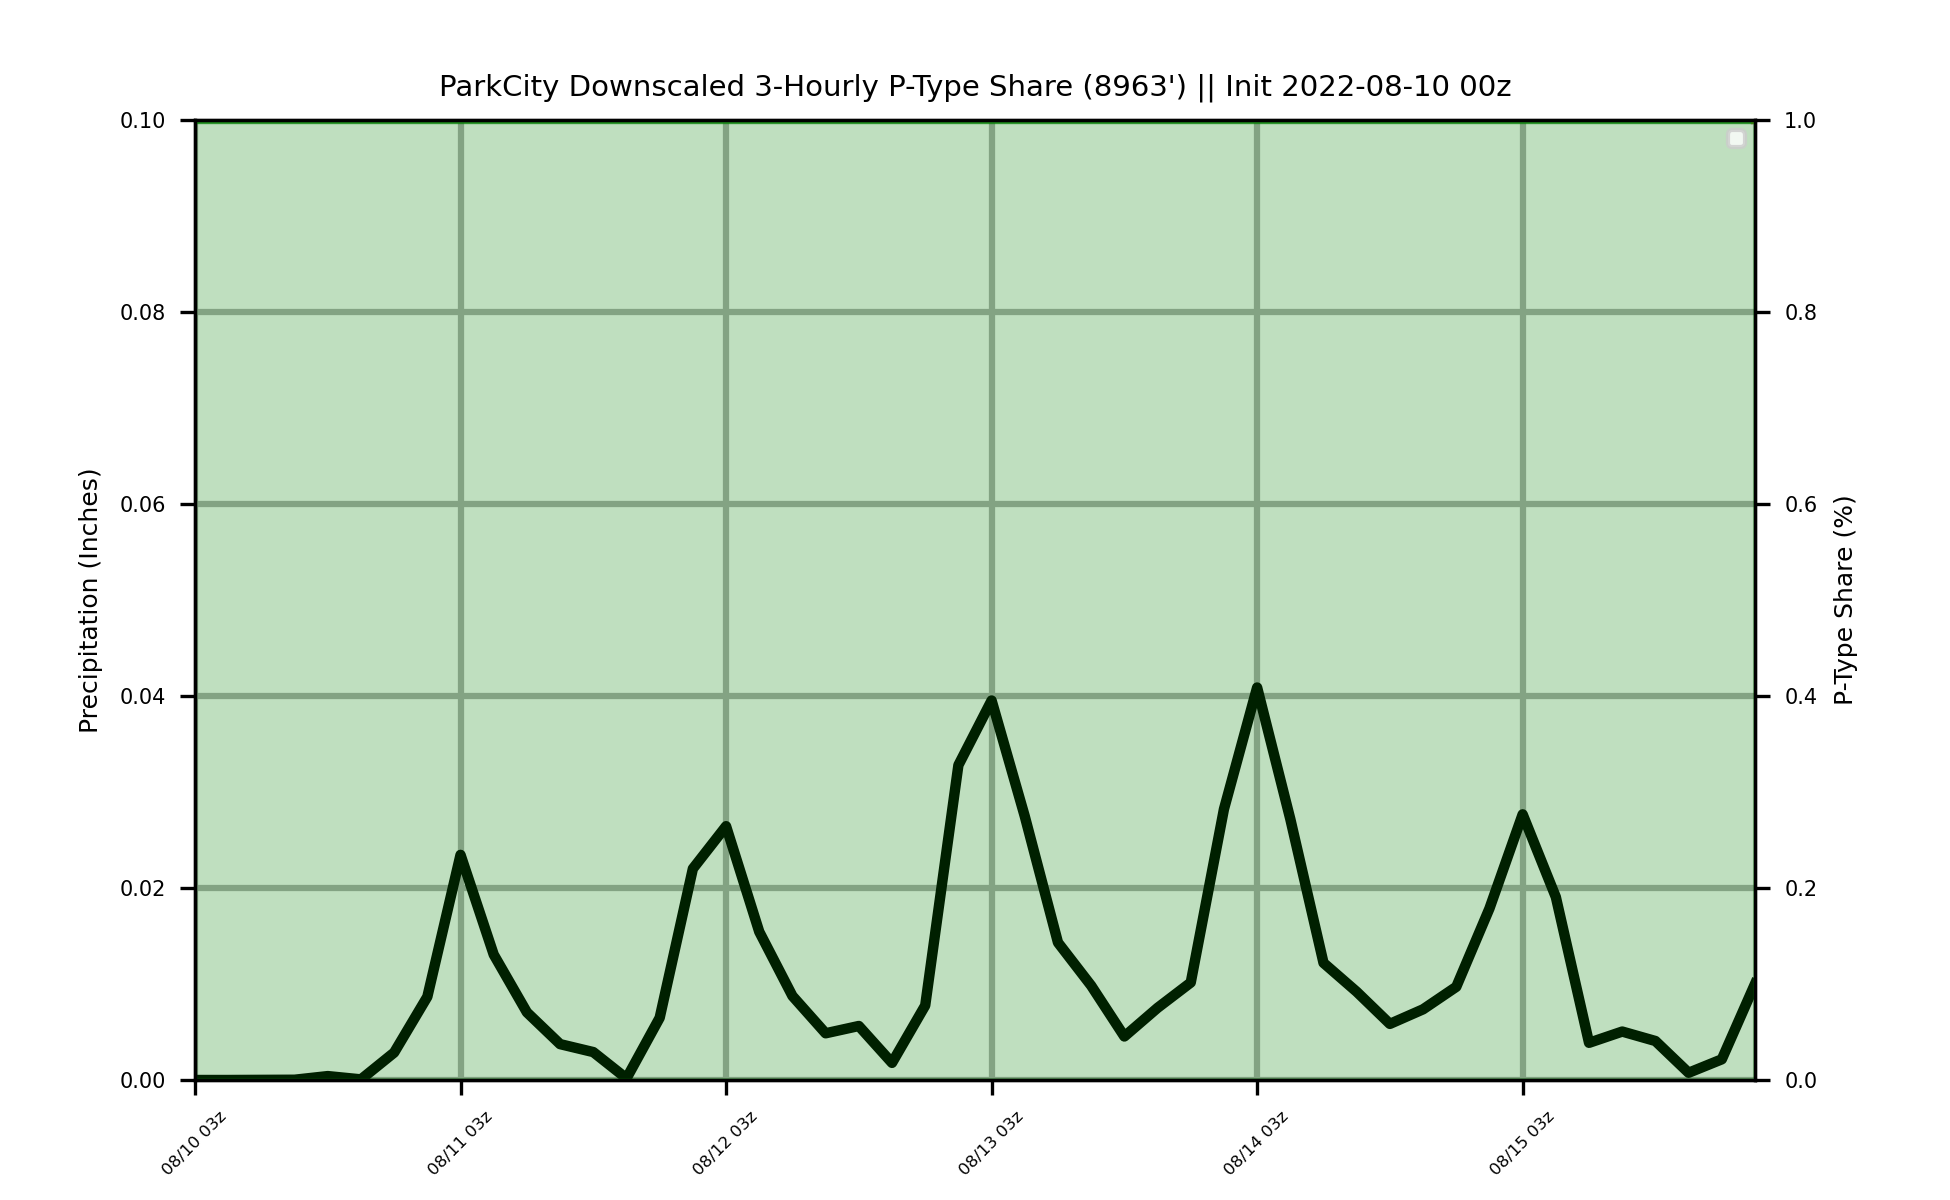 ParkCity Downscaled 3-Hourly P-Type Share (8963') || Init 2022-08-10 00z
0.10
0.08
0.06
0.04
0.02
0.00
Precipitation (Inches)
1.0
0.8
0.6
0.4
0.2
0.0
P-Type Share (%)
08/10 03z
08/11 03z
08/12 03z
08/13 03z
08/14 03z
08/15 03z